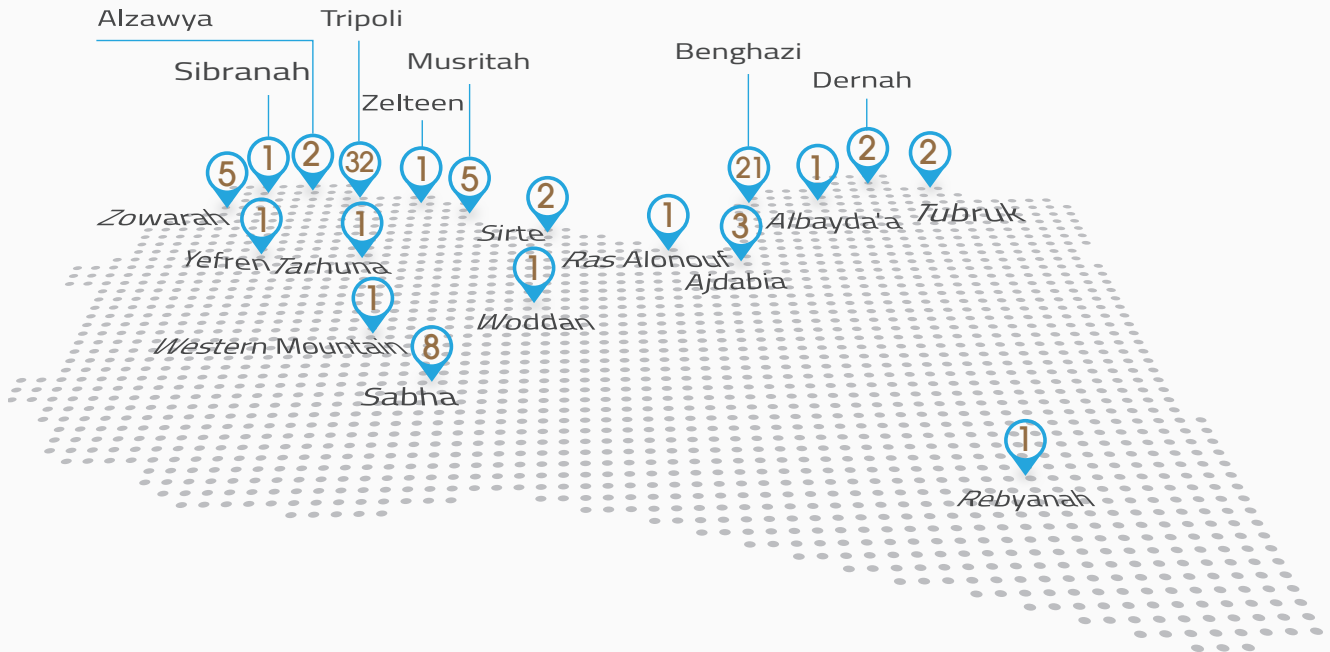 Alzawya
Tripoli
Sibranah
Musritah
Zelteen
Benghazi
Dernah
5
1
2
32
1
5
2
1
21
1
2
2
Zowarah
1
Yefren
1
Tarhuna
Sirte
1
Woddan
Ras Alonouf
3
Ajdabia
Albayda'a
Tubruk
1
Western Mountain
8
Sabha
1
Rebyanah